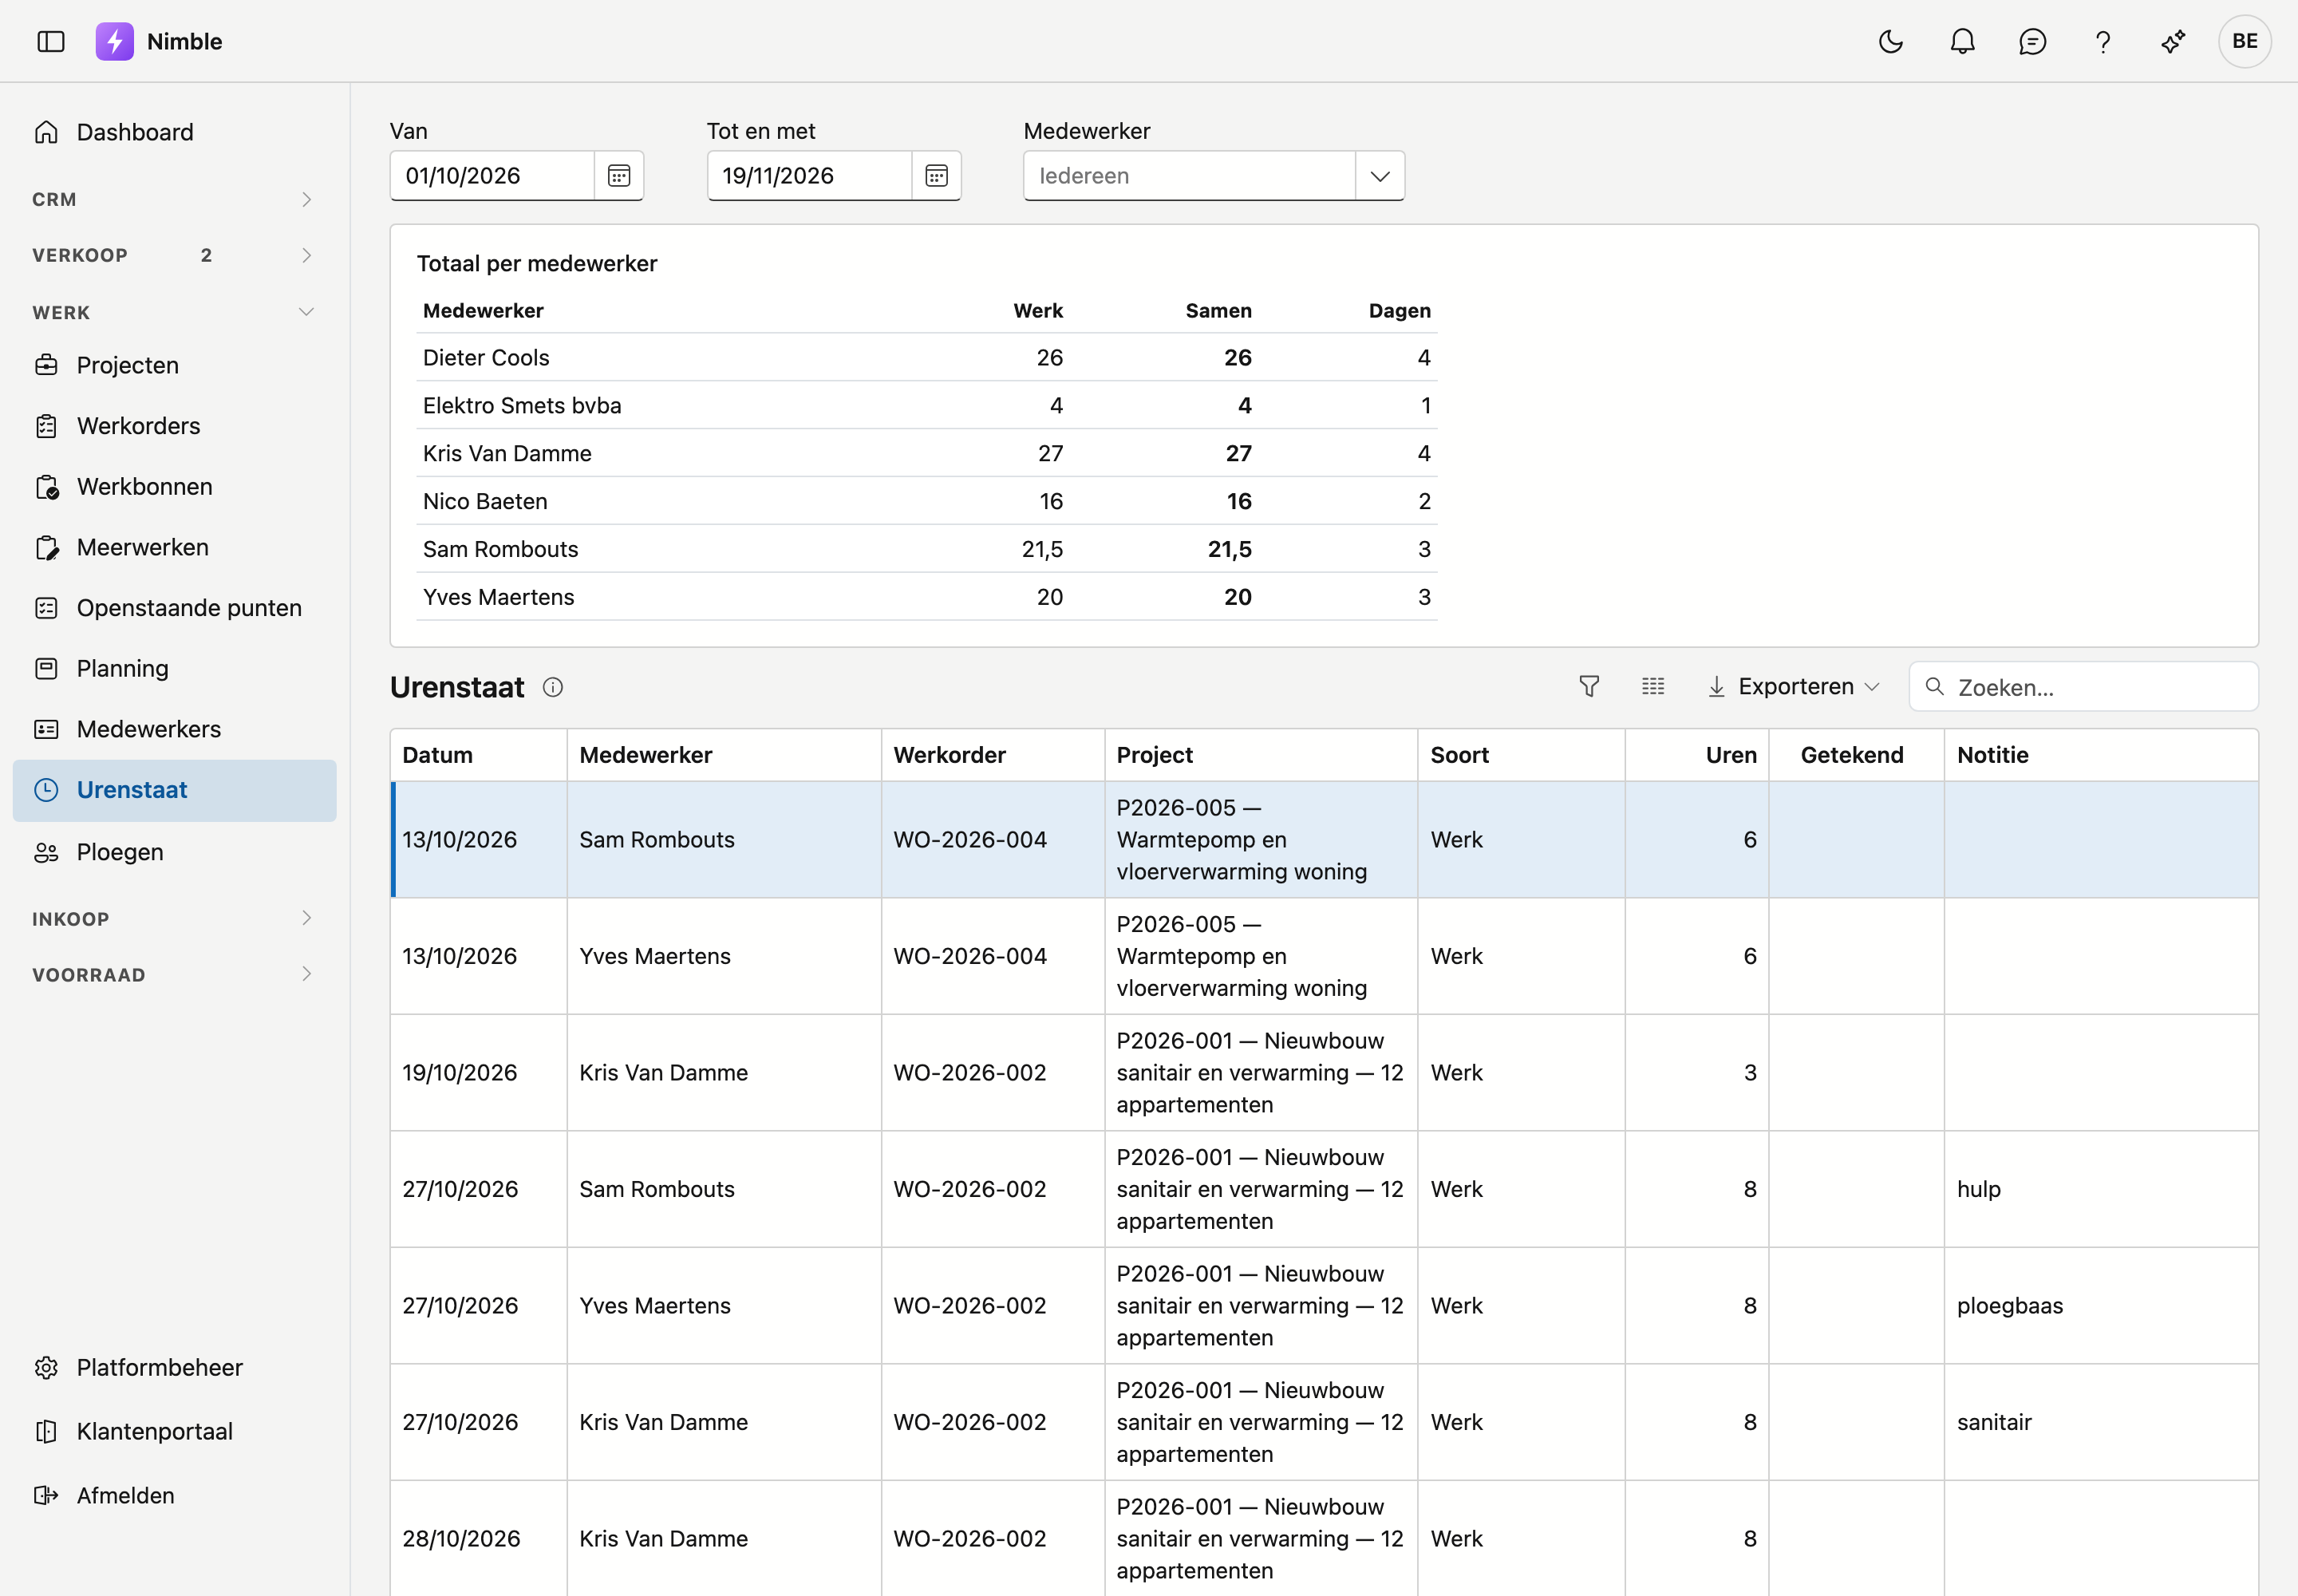 Nimble
BE
Dashboard
CRM
VERKOOP 2
WERK
Projecten
Werkorders
Werkbonnen
Meerwerken
Openstaande punten
Planning
Medewerkers
Urenstaat
Ploegen
INKOOP
VOORRAAD
Platformbeheer
Klantenportaal
Afmelden
Van Tot en met Medewerker
01/10/2026 19/11/2026 Iedereen
Totaal per medewerker
Medewerker Werk Samen Dagen
Dieter Cools 26 26 4
Elektro Smets bvba 4 4 1
Kris Van Damme 27 27 4
Nico Baeten 16 16 2
Sam Rombouts 21,5 21,5 3
Yves Maertens 20 20 3
Urenstaat Exporteren Zoeken...
Datum Medewerker Werkorder Project Soort Uren Getekend Notitie
P2026-005 —
13/10/2026 Sam Rombouts WO-2026-004 Warmtepomp en Werk 6
vloerverwarming woning
P2026-005 —
13/10/2026 Yves Maertens WO-2026-004 Warmtepomp en Werk 6
vloerverwarming woning
P2026-001 — Nieuwbouw
19/10/2026 Kris Van Damme WO-2026-002 sanitair en verwarming — 12 Werk 3
appartementen
P2026-001 — Nieuwbouw
27/10/2026 Sam Rombouts WO-2026-002 sanitair en verwarming — 12 Werk 8 hulp
appartementen
P2026-001 — Nieuwbouw
27/10/2026 Yves Maertens WO-2026-002 sanitair en verwarming — 12 Werk 8 ploegbaas
appartementen
P2026-001 — Nieuwbouw
27/10/2026 Kris Van Damme WO-2026-002 sanitair en verwarming — 12 Werk 8 sanitair
appartementen
P2026-001 — Nieuwbouw
28/10/2026 Kris Van Damme WO-2026-002 sanitair en verwarming — 12 Werk 8
appartementen